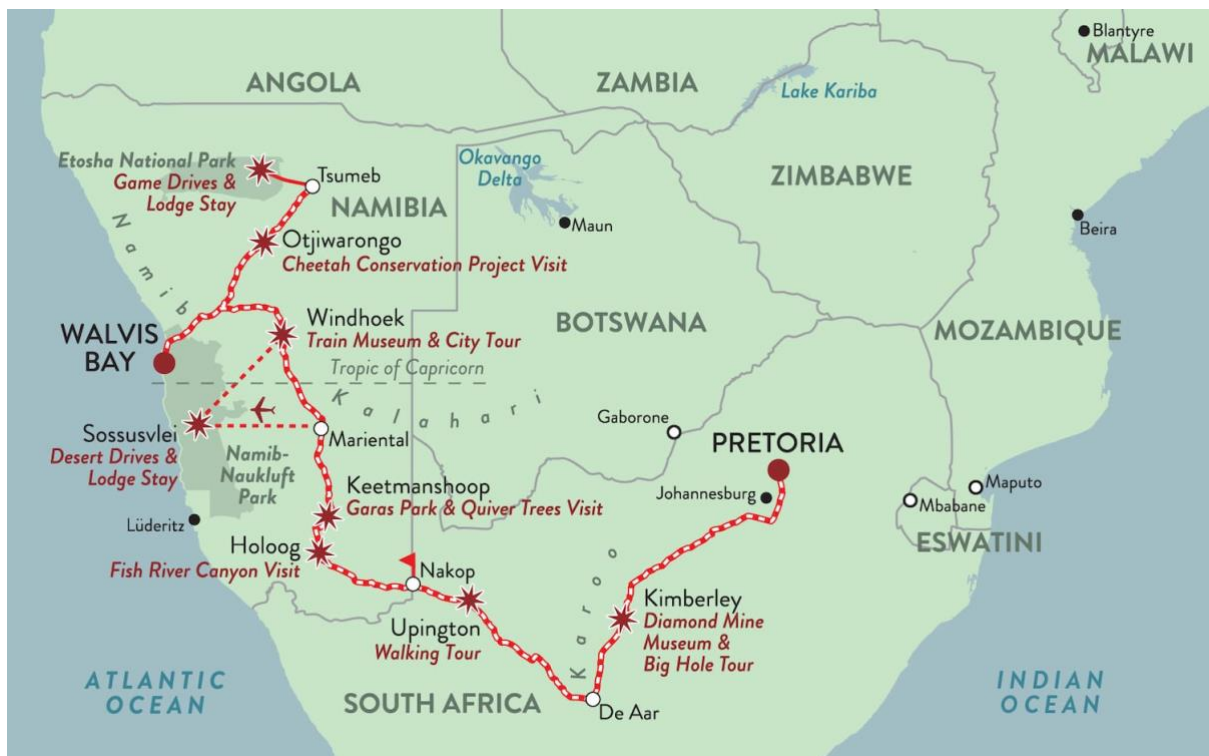 Blantyre
MALAWI
ANGOLA
ZAMBIA
Lake Kariba
Etosha National Park
Game Drives &
Lodge Stay
Tsumeb
NAMIBIA
Okavango
Delta
Maun
ZIMBABWE
Beira
Namib
Otjiwarongo
Cheetah Conservation Project Visit
WALVIS
BAY
Windhoek
Train Museum & City Tour
BOTSWANA
MOZAMBIQUE
Tropic of Capricorn
Kalahari
Sossusvlei
Desert Drives &
Lodge Stay
Namib-
Naukluft
Park
Mariental
Gaborone
PRETORIA
Johannesburg
Maputo
Mbabane
ESWATINI
Keetmanshoop
Garas Park & Quiver Trees Visit
Lüderitz
Holoog
Fish River Canyon Visit
Nakop
Upington
Walking Tour
Karoo
Kimberley
Diamond Mine
Museum &
Big Hole Tour
De Aar
SOUTH AFRICA
ATLANTIC
OCEAN
INDIAN
OCEAN